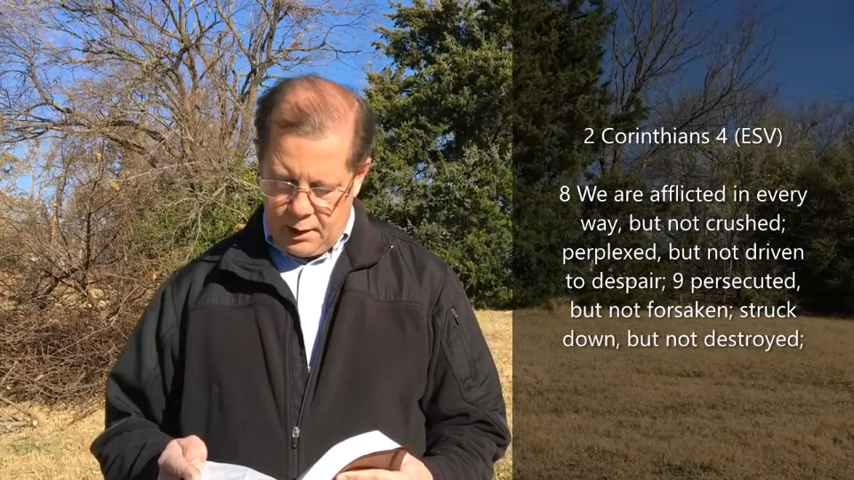 2 Corinthians 4 (ESV)
8 We are afflicted in every
way, but not crushed;
perplexed, but not driven
to despair; 9 persecuted,
but not forsaken; struck
down, but not destroyed;